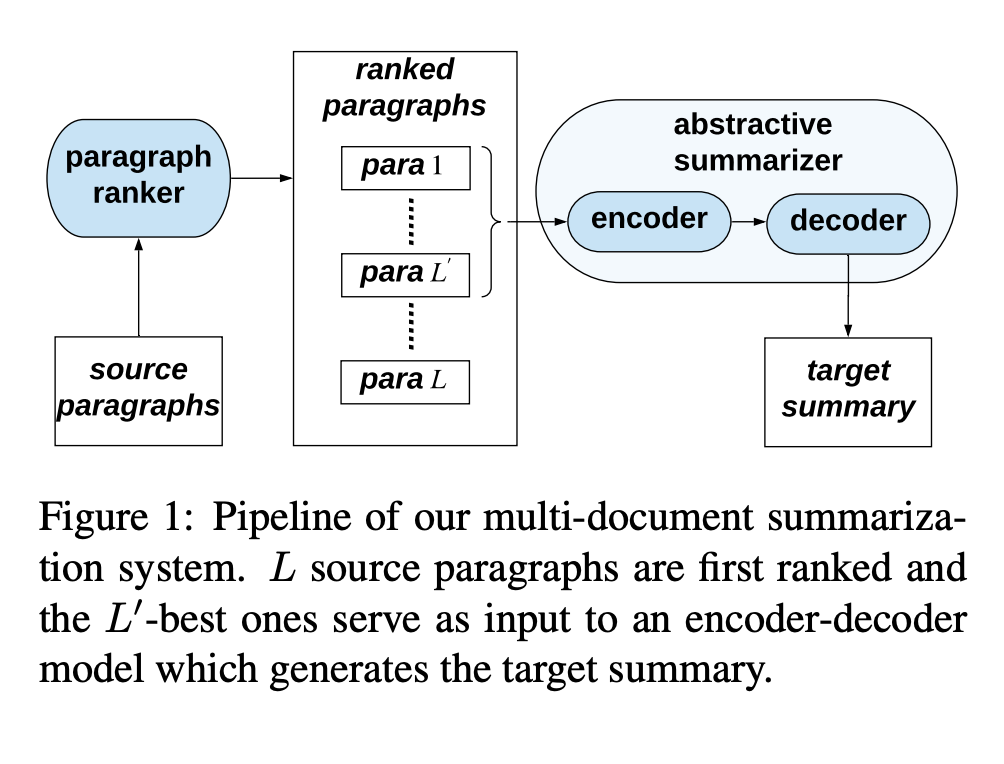 paragraph
ranker
source
paragraphs
ranked
paragraphs
para 1
para L′
para L
abstractive
summarizer
encoder
decoder
target
summary
Figure 1: Pipeline of our multi-document summariza-
tion system. L source paragraphs are first ranked and
the L′-best ones serve as input to an encoder-decoder
model which generates the target summary.